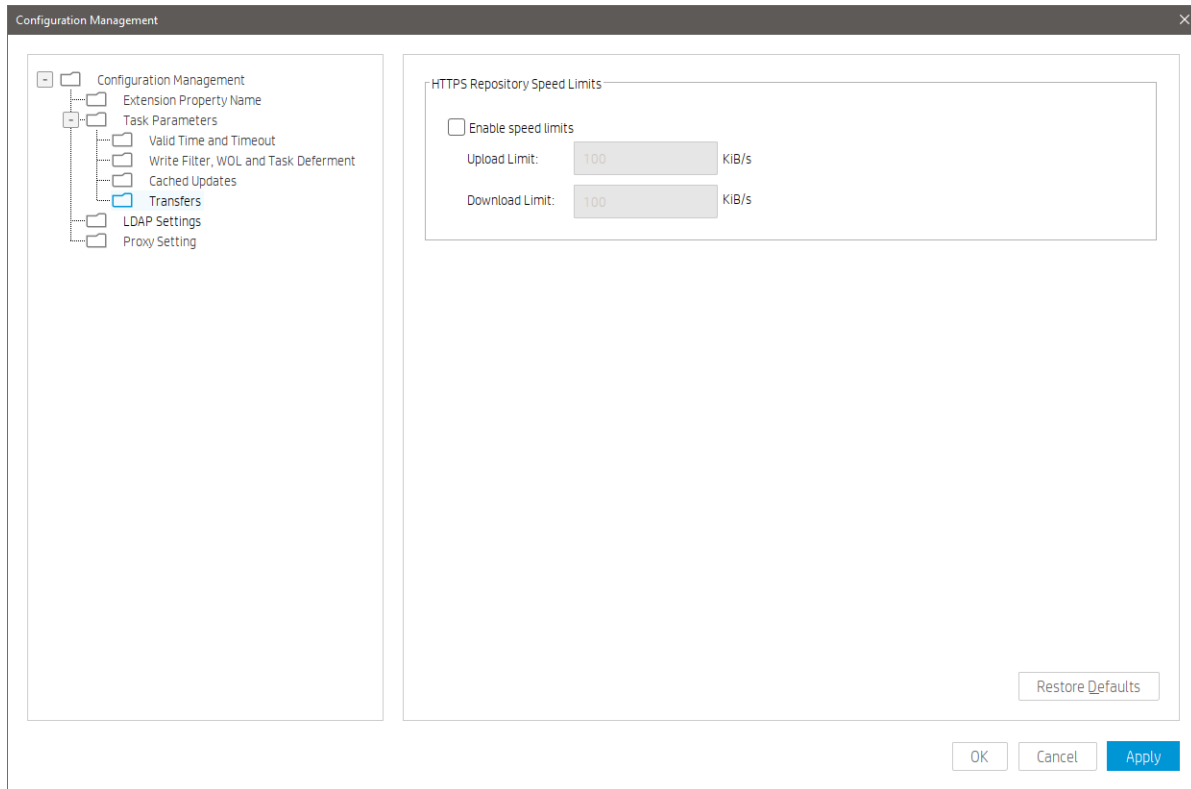 Configuration Management
Configuration Management
Extension Property Name
Task Parameters
Valid Time and Timeout
Write Filter, WOL and Task Deferment
Cached Updates
Transfers
LDAP Settings
Proxy Setting
HTTPS Repository Speed Limits
Enable speed limits
Upload Limit: 100 KiB/s
Download Limit: 100 KiB/s
Restore Defaults
OK Cancel Apply